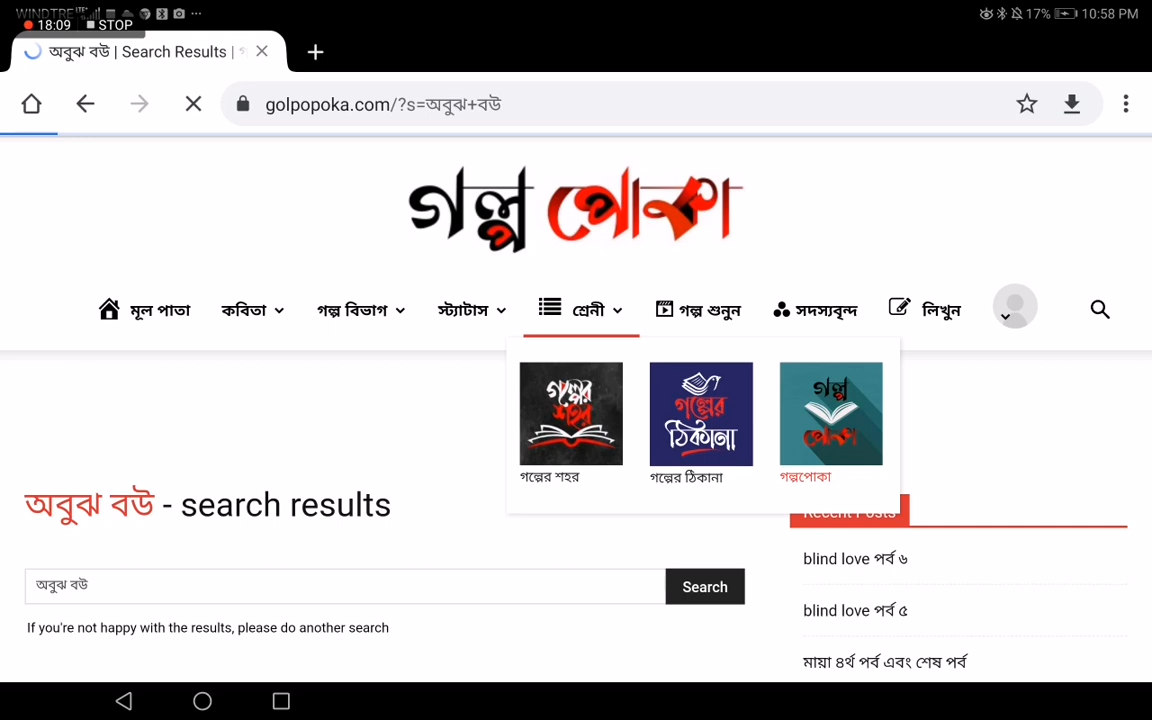 WINDTRE
18:09 STOP
17% 10:58 PM
অবুঝ বউ | Search Results |
golpopoka.com/?s=অবুঝ+বউ
গল্প পোকা
মূল পাতা কবিতা গল্প বিভাগ স্ট্যাটাস শ্রেনী গল্প শুনুন সদস্যবৃন্দ লিখুন
গল্পের শহর
গল্পের ঠিকানা
গল্প পোকা
গল্পের শহর গল্পের ঠিকানা গল্পপোকা
অবুঝ বউ - search results
Recent Posts
অবুঝ বউ Search
If you're not happy with the results, please do another search
blind love পর্ব ৬
blind love পর্ব ৫
মায়া ৪র্থ পর্ব এবং শেষ পর্ব